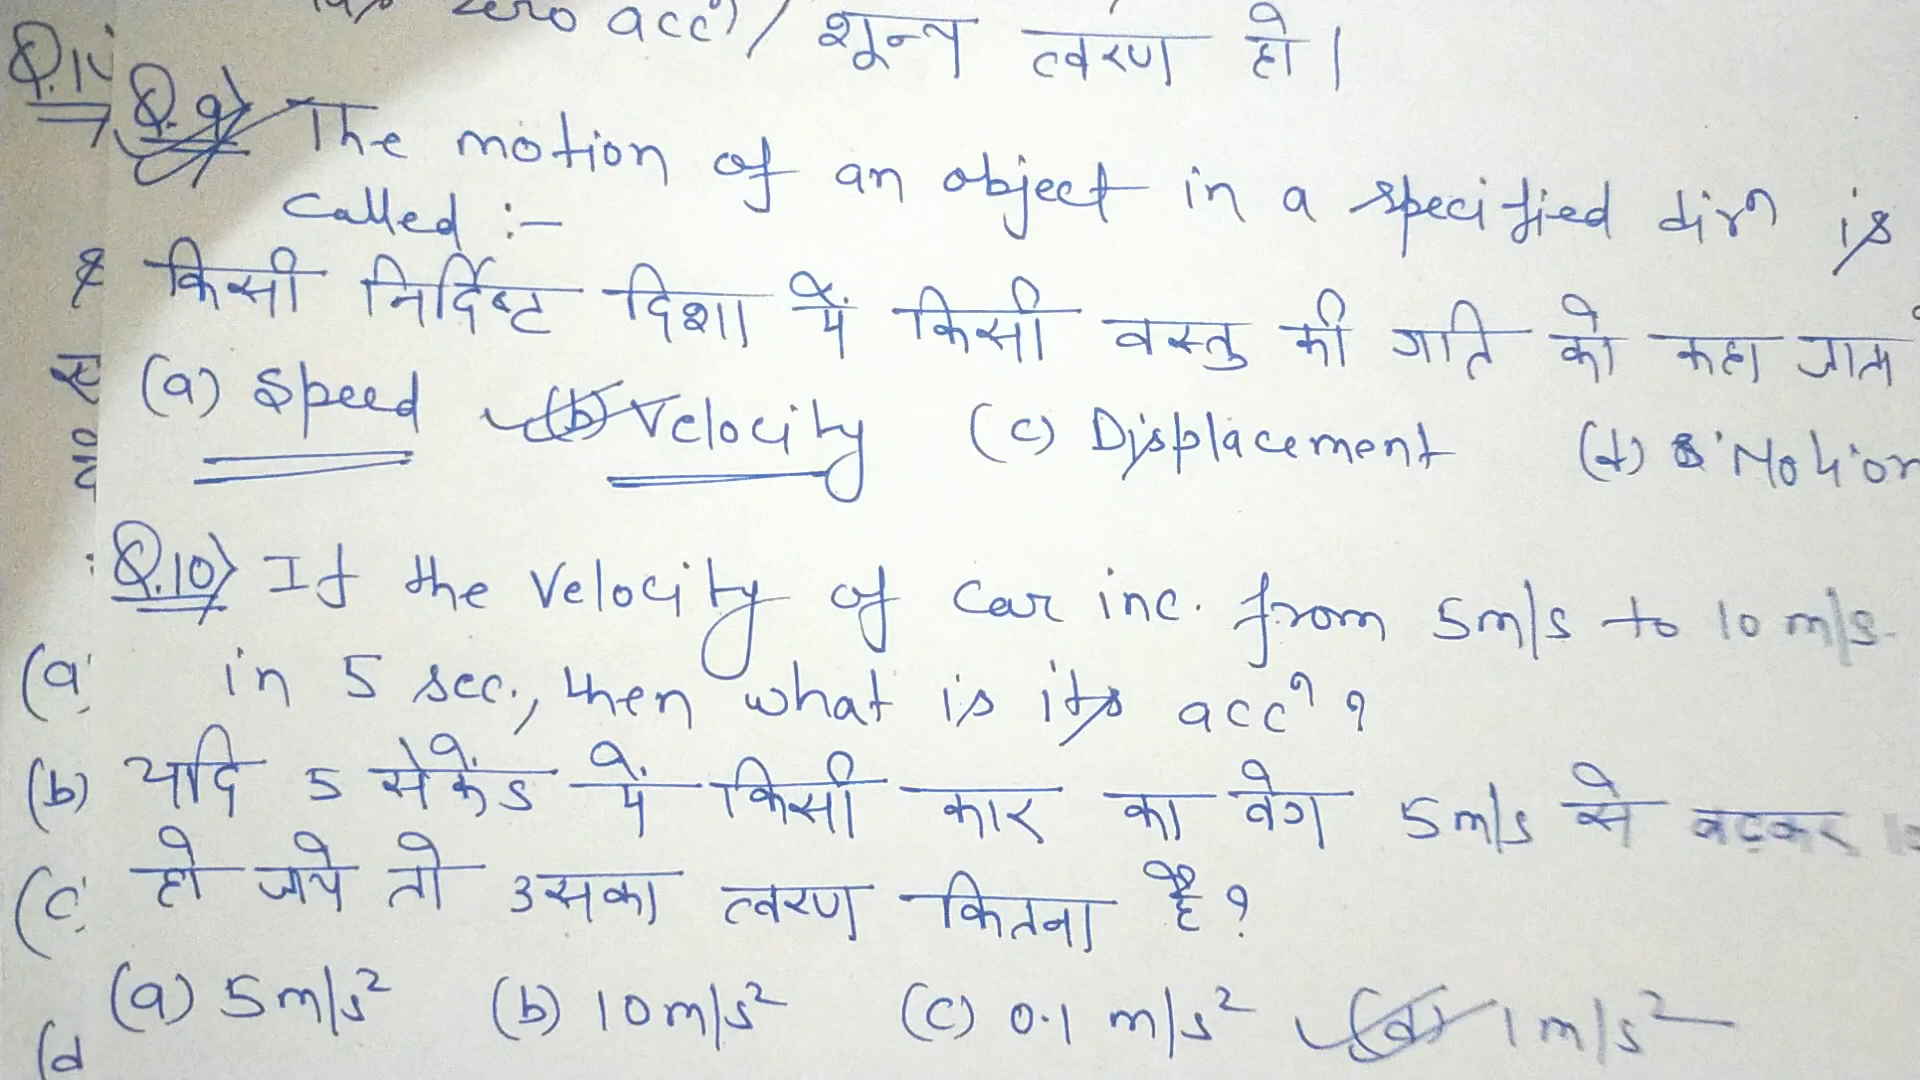 zero accⁿ / शून्य त्वरण हो।
Q.9) The motion of an object in a specified dirⁿ is
called :-
किसी निर्दिष्ट दिशा में किसी वस्तु की गति को कहा जाता
(a) Speed (b) Velocity (c) Displacement (d) Motion
Q.10) If the velocity of car inc. from 5m/s to 10 m/s
in 5 sec., then what is its accⁿ?
यदि 5 सेकेंड में किसी कार का वेग 5m/s से बढ़कर
हो जाये तो उसका त्वरण कितना है?
(a) 5m/s² (b) 10m/s² (c) 0.1 m/s² (d) 1m/s²